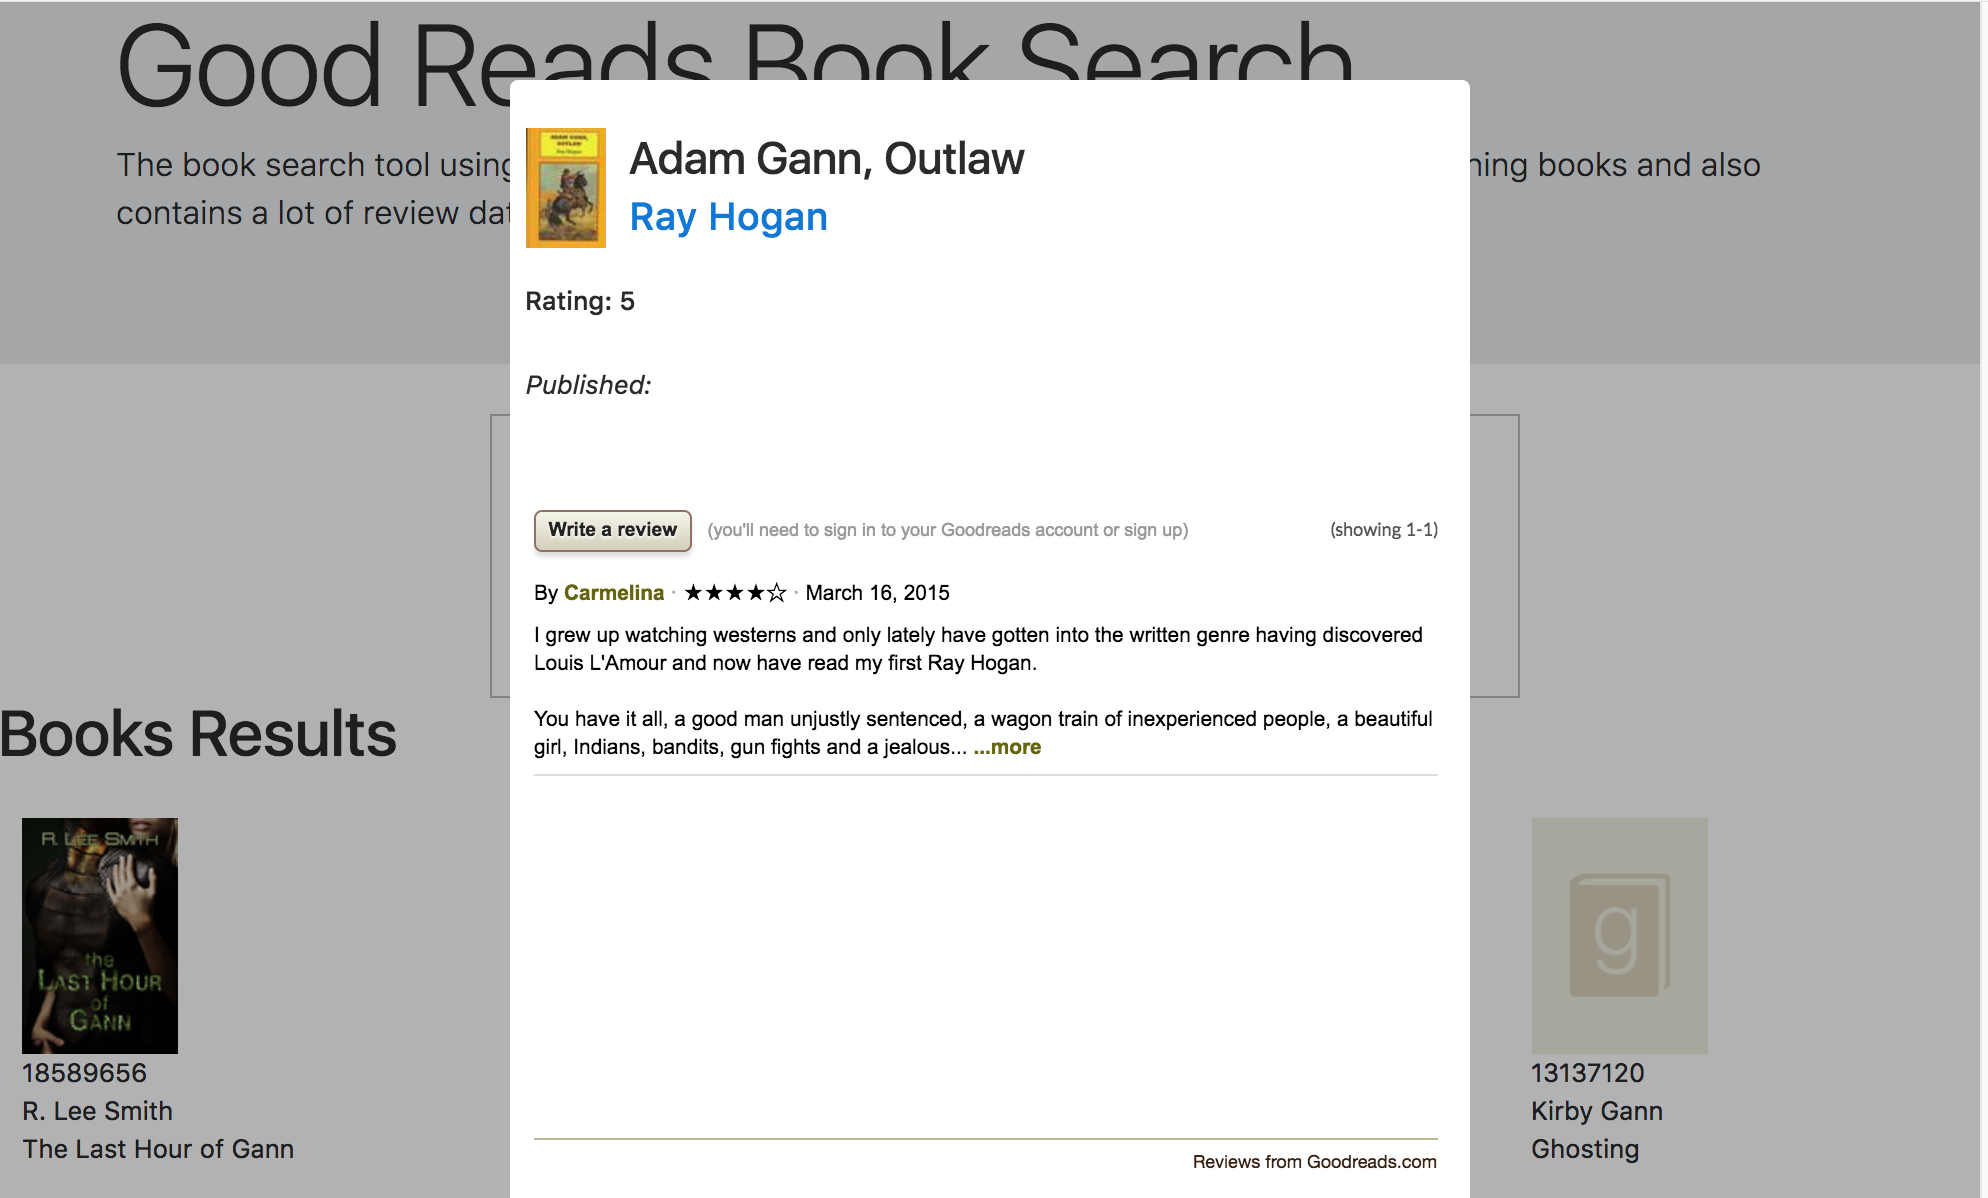 Good Reads Book Search
The book search tool using
ning books and also
contains a lot of review dat
Adam Gann, Outlaw
Ray Hogan
Rating: 5
Published:
Write a review (you'll need to sign in to your Goodreads account or sign up) (showing 1-1)
By Carmelina · ★★★★☆ · March 16, 2015
I grew up watching westerns and only lately have gotten into the written genre having discovered
Louis L'Amour and now have read my first Ray Hogan.
You have it all, a good man unjustly sentenced, a wagon train of inexperienced people, a beautiful
girl, Indians, bandits, gun fights and a jealous... ...more
Reviews from Goodreads.com
Books Results
R. LEE SMITH
the
LAST HOUR
of
GANN
18589656
R. Lee Smith
The Last Hour of Gann
g
13137120
Kirby Gann
Ghosting